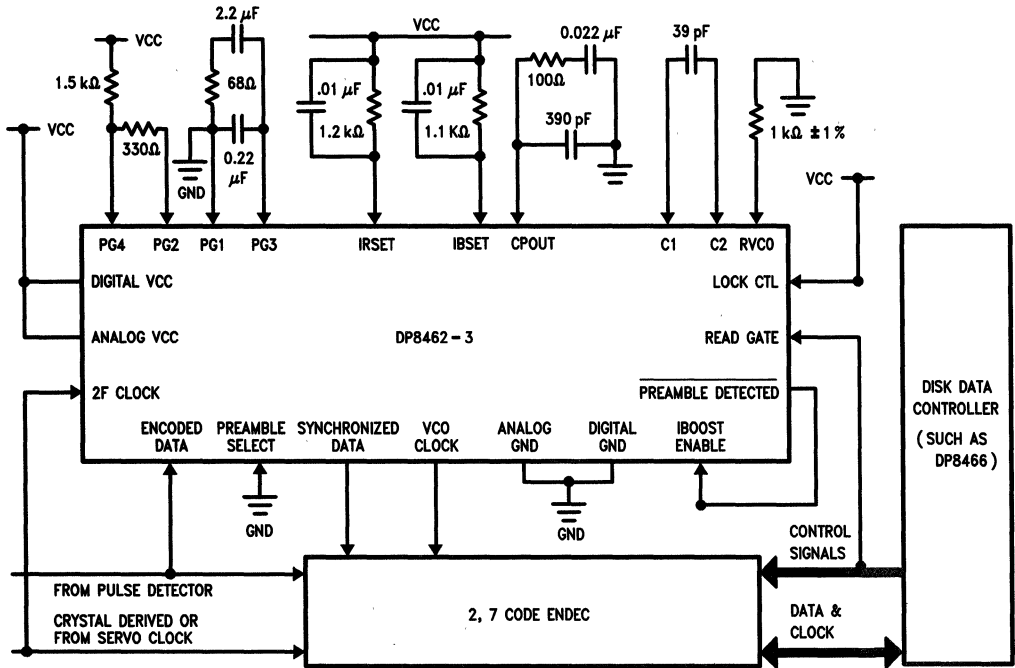 VCC
1.5 kΩ
330Ω
VCC
2.2 μF
68Ω
0.22
μF
GND
VCC
.01 μF
1.2 kΩ
.01 μF
1.1 KΩ
0.022 μF
100Ω
390 pF
39 pF
1 kΩ ±1%
VCC
PG4
PG2
PG1
PG3
IRSET
IBSET
CPOUT
C1
C2
RVCO
DIGITAL VCC
LOCK CTL
ANALOG VCC
DP8462-3
READ GATE
2F CLOCK
PREAMBLE DETECTED
ENCODED
DATA
PREAMBLE
SELECT
SYNCHRONIZED
DATA
VCO
CLOCK
ANALOG
GND
DIGITAL
GND
IBOOST
ENABLE
GND
GND
DISK DATA
CONTROLLER
(SUCH AS
DP8466)
CONTROL
SIGNALS
FROM PULSE DETECTOR
CRYSTAL DERIVED OR
FROM SERVO CLOCK
2, 7 CODE ENDEC
DATA &
CLOCK